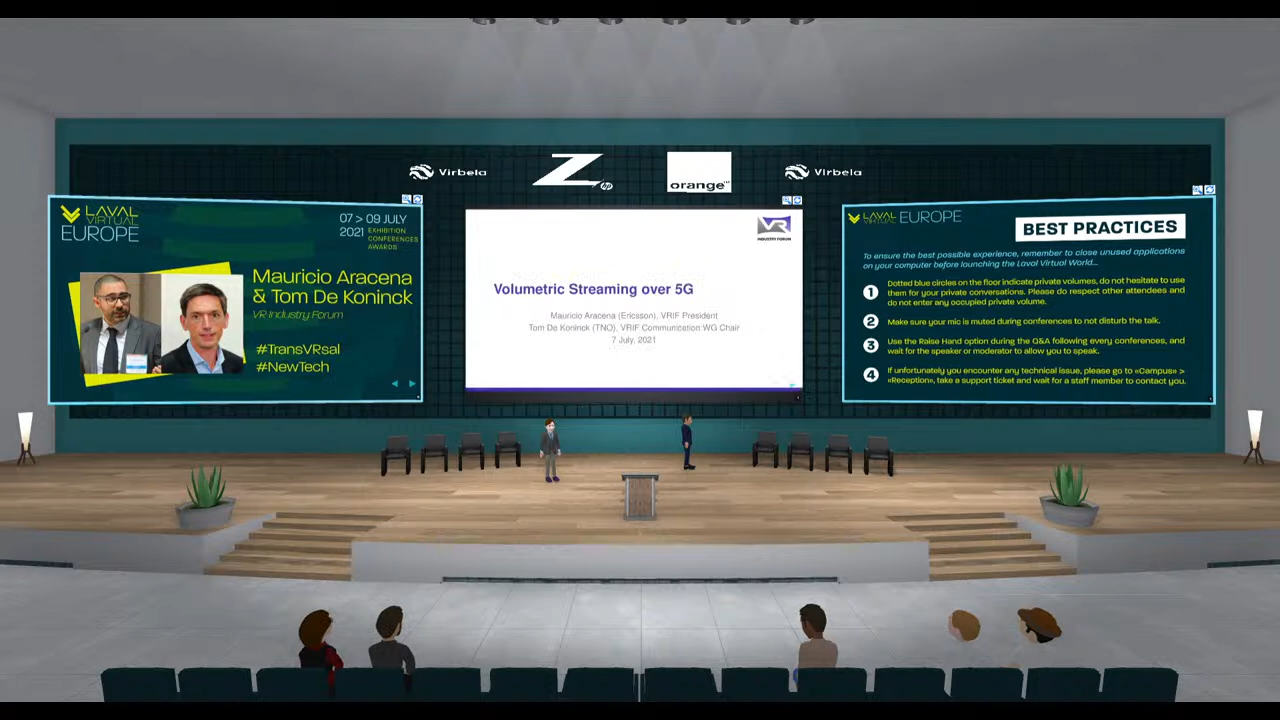 Virbela
hp
orange™
Virbela
LAVAL
VIRTUAL
EUROPE
07 > 09 JULY
2021
EXHIBITION
CONFERENCES
AWARDS
Mauricio Aracena
& Tom De Koninck
VR Industry Forum
#TransVRsal
#NewTech
VR
INDUSTRY FORUM
Volumetric Streaming over 5G
Mauricio Aracena (Ericsson), VRIF President
Tom De Koninck (TNO), VRIF Communication WG Chair
7 July, 2021
LAVAL
VIRTUAL
EUROPE
BEST PRACTICES
To ensure the best possible experience, remember to close unused applications
on your computer before launching the Laval Virtual World...
1 Dotted blue circles on the floor indicate private volumes, do not hesitate to use
them for your private conversations. Please do respect other attendees and
do not enter any occupied private volume.
2 Make sure your mic is muted during conferences to not disturb the talk.
3 Use the Raise Hand option during the Q&A following every conferences, and
wait for the speaker or moderator to allow you to speak.
4 If unfortunately you encounter any technical issue, please go to «Campus» >
«Reception», take a support ticket and wait for a staff member to contact you.